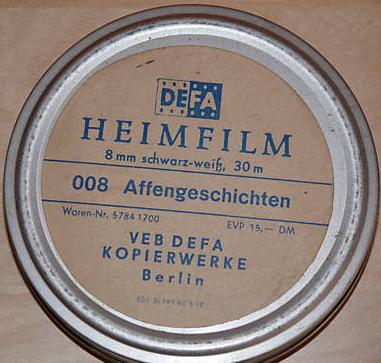 DEFA
HEIMFILM
8 mm schwarz-weiß, 30 m
008 Affengeschichten
Waren-Nr. 5784 1700 EVP 15,— DM
VEB DEFA
KOPIERWERKE
Berlin